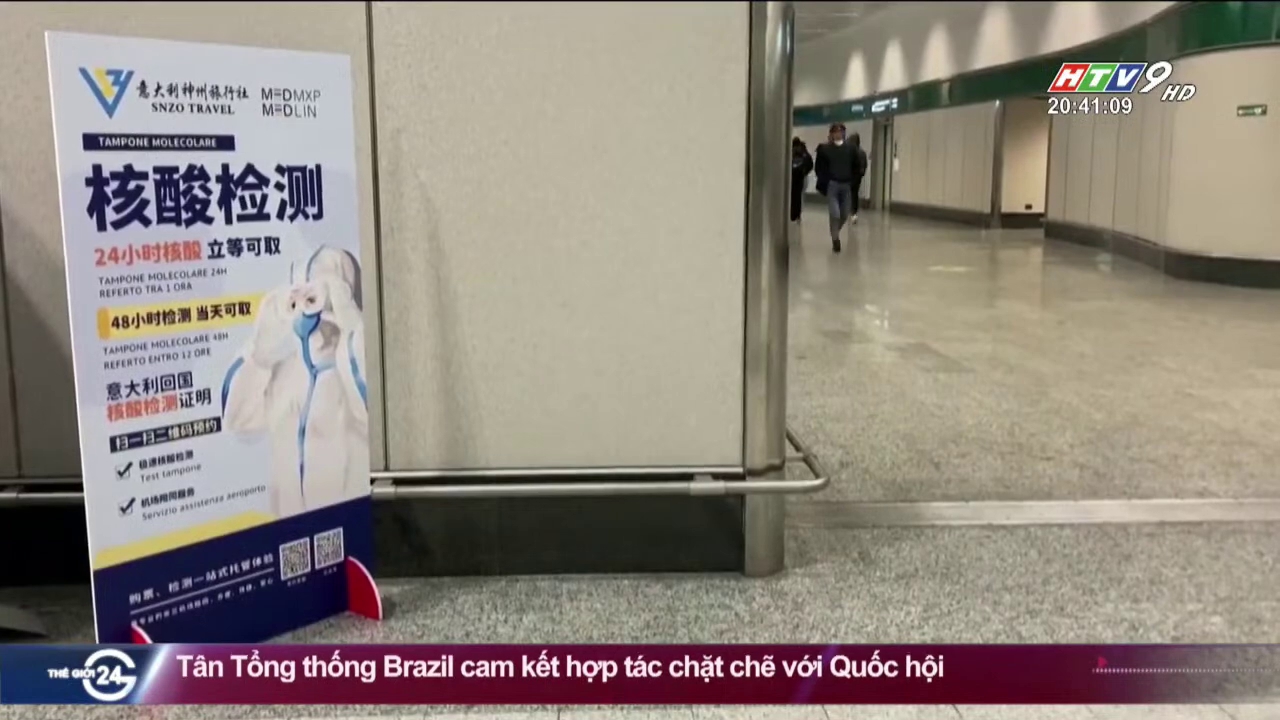 意大利神州旅行社
SNZO TRAVEL
MEDMXP
MEDLIN
TAMPONE MOLECOLARE
核酸检测
24小时核酸 立等可取
TAMPONE MOLECOLARE 24H
REFERTO TRA 1 ORA
48小时检测 当天可取
TAMPONE MOLECOLARE 48H
REFERTO ENTRO 12 ORE
意大利回国
核酸检测证明
扫一扫二维码预约
极速核酸检测
Test tampone
机场陪同服务
Servizio assistenza aeroporto
购票、检测一站式托管体验
HTV9 HD
20:41:09
THẾ GIỚI 24G
Tân Tổng thống Brazil cam kết hợp tác chặt chẽ với Quốc hội